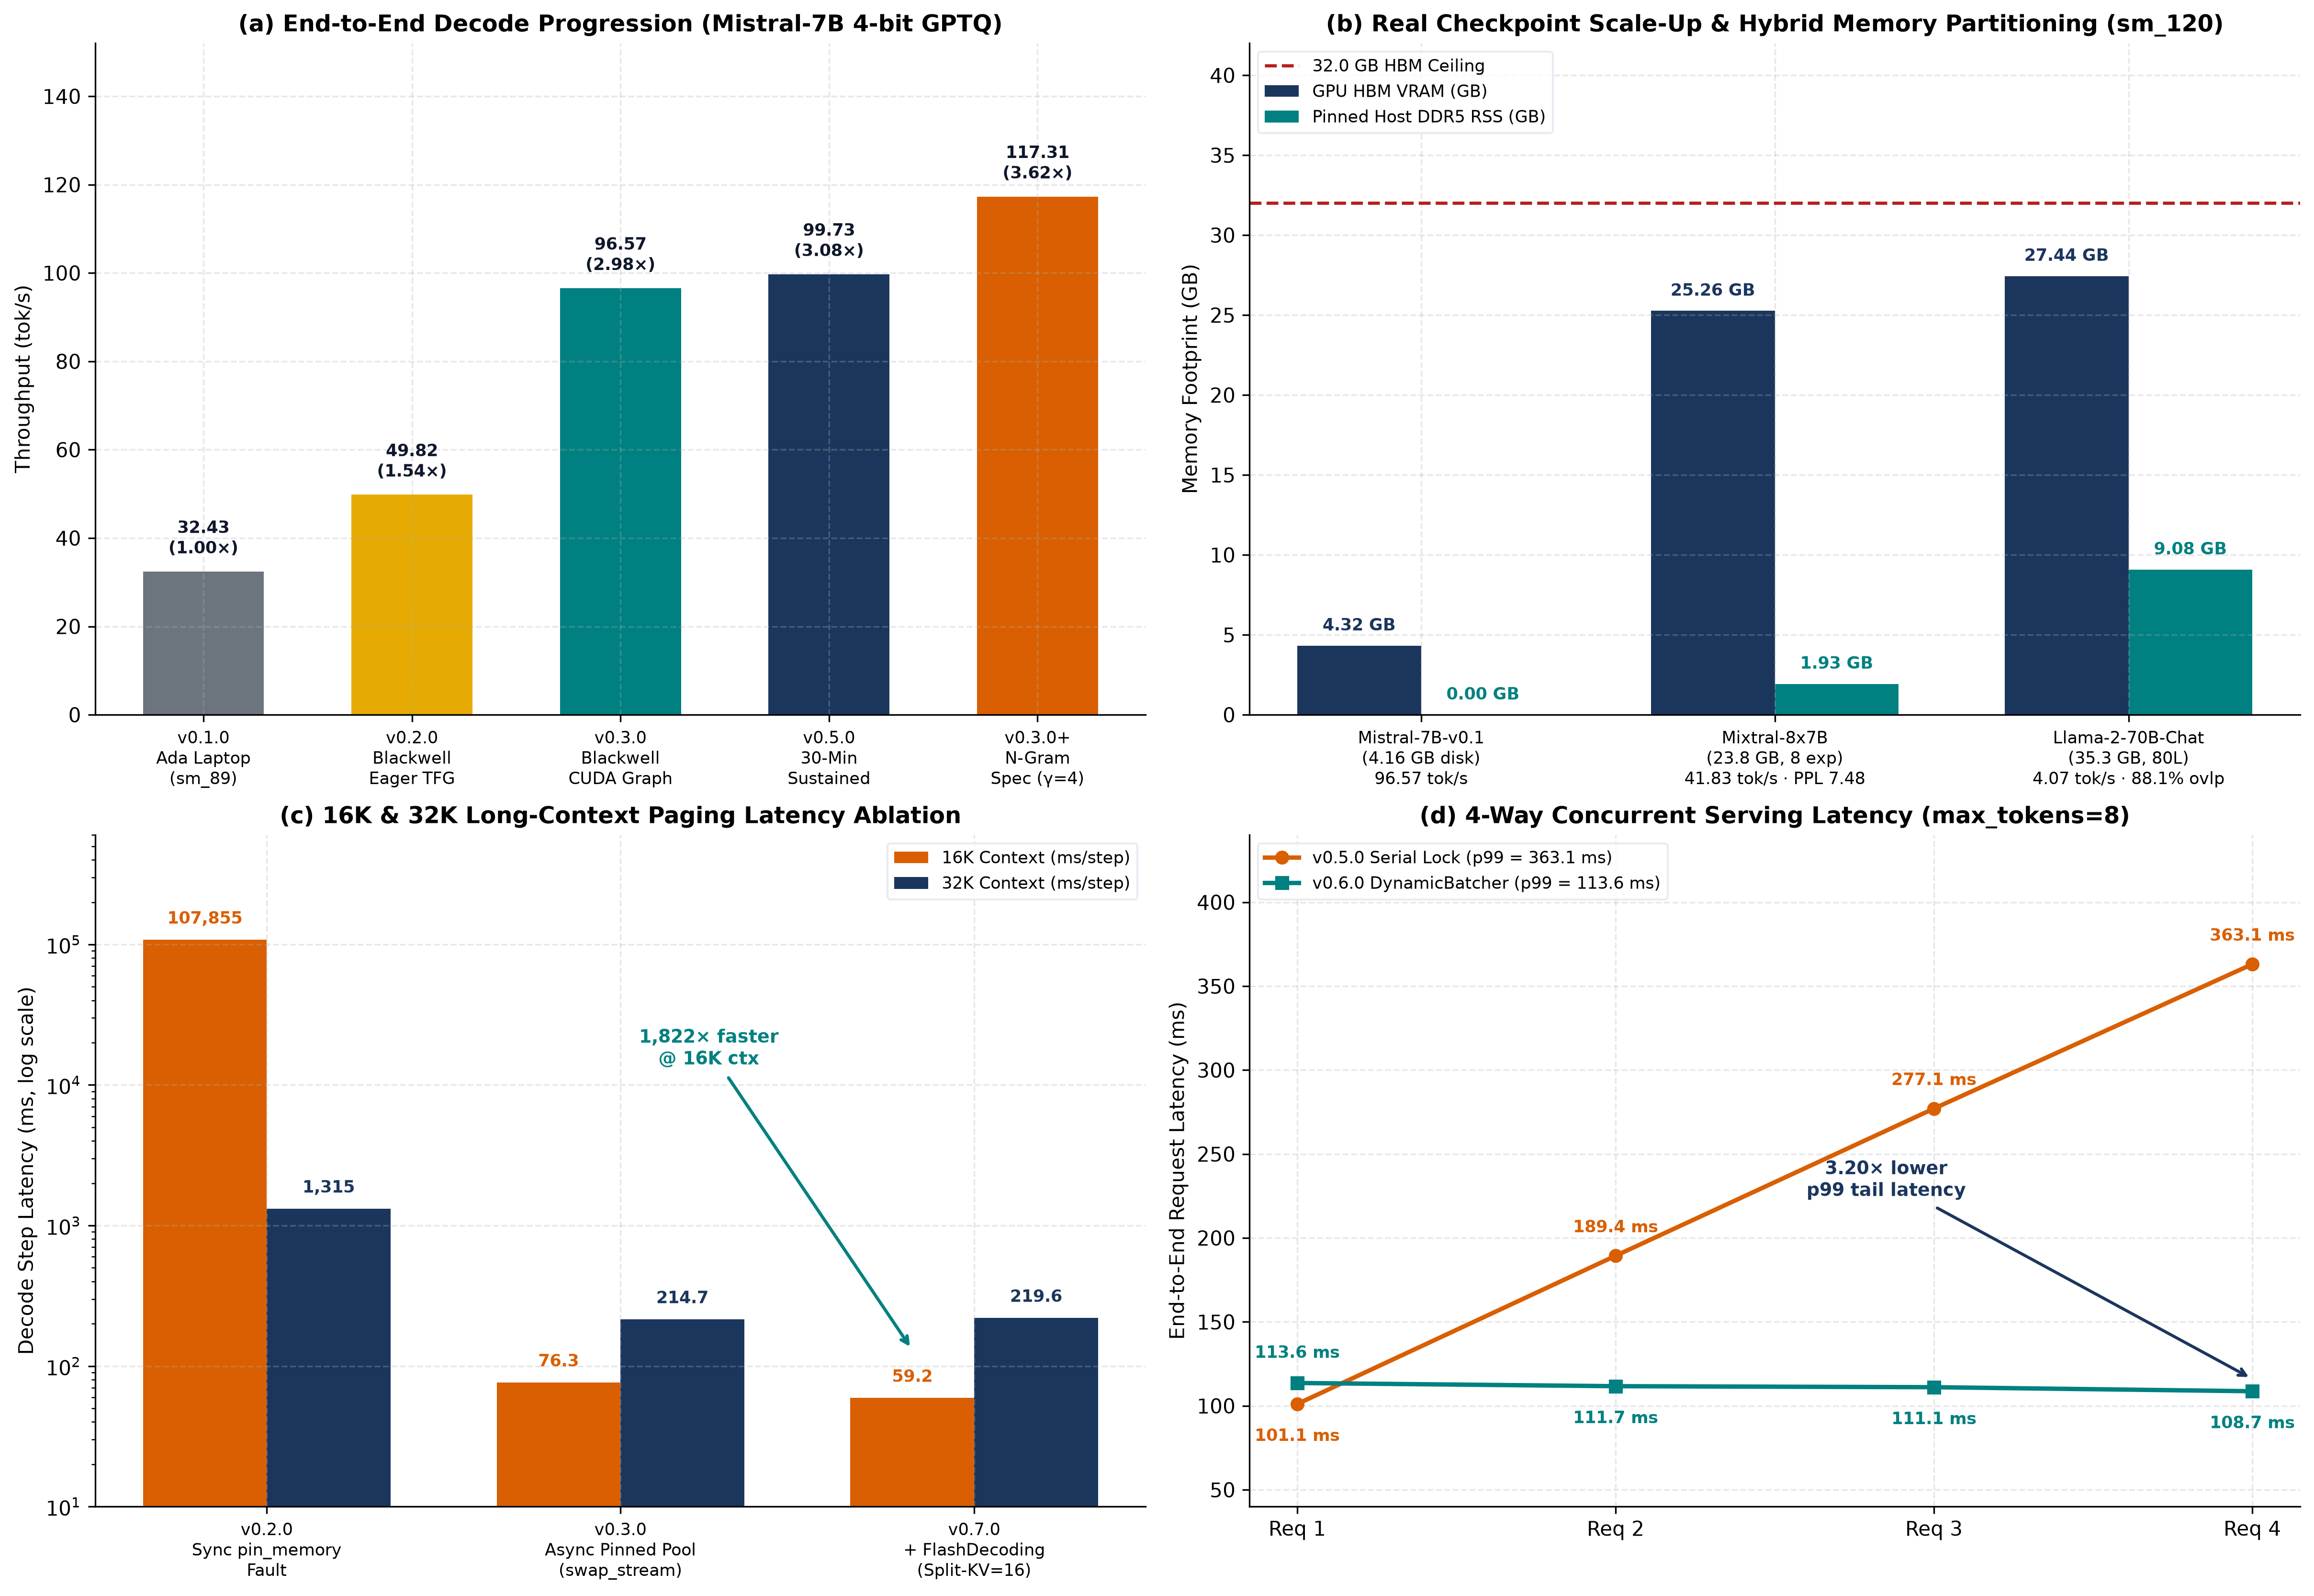 (a) End-to-End Decode Progression (Mistral-7B 4-bit GPTQ)
Throughput (tok/s)
140
120
100
80
60
40
20
0
32.43
(1.00×)
49.82
(1.54×)
96.57
(2.98×)
99.73
(3.08×)
117.31
(3.62×)
v0.1.0
Ada Laptop
(sm_89)
v0.2.0
Blackwell
Eager TFG
v0.3.0
Blackwell
CUDA Graph
v0.5.0
30-Min
Sustained
v0.3.0+
N-Gram
Spec (γ=4)
(b) Real Checkpoint Scale-Up & Hybrid Memory Partitioning (sm_120)
32.0 GB HBM Ceiling
GPU HBM VRAM (GB)
Pinned Host DDR5 RSS (GB)
Memory Footprint (GB)
40
35
30
25
20
15
10
5
0
4.32 GB
0.00 GB
25.26 GB
1.93 GB
27.44 GB
9.08 GB
Mistral-7B-v0.1
(4.16 GB disk)
96.57 tok/s
Mixtral-8x7B
(23.8 GB, 8 exp)
41.83 tok/s · PPL 7.48
Llama-2-70B-Chat
(35.3 GB, 80L)
4.07 tok/s · 88.1% ovlp
(c) 16K & 32K Long-Context Paging Latency Ablation
16K Context (ms/step)
32K Context (ms/step)
Decode Step Latency (ms, log scale)
10⁵
10⁴
10³
10²
10¹
107,855
1,315
1,822× faster
@ 16K ctx
76.3
214.7
59.2
219.6
v0.2.0
Sync pin_memory
Fault
v0.3.0
Async Pinned Pool
(swap_stream)
v0.7.0
+ FlashDecoding
(Split-KV=16)
(d) 4-Way Concurrent Serving Latency (max_tokens=8)
v0.5.0 Serial Lock (p99 = 363.1 ms)
v0.6.0 DynamicBatcher (p99 = 113.6 ms)
End-to-End Request Latency (ms)
400
350
300
250
200
150
100
50
363.1 ms
277.1 ms
3.20× lower
p99 tail latency
189.4 ms
113.6 ms
101.1 ms
111.7 ms
111.1 ms
108.7 ms
Req 1
Req 2
Req 3
Req 4